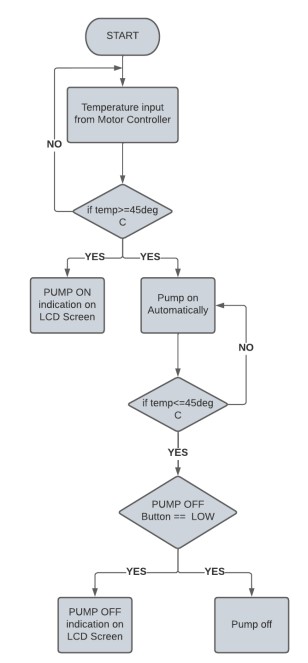 START
Temperature input
from Motor Controller
NO
if temp>=45deg
C
YES
YES
PUMP ON
indication on
LCD Screen
Pump on
Automatically
NO
if temp<=45deg
C
YES
PUMP OFF
Button == LOW
YES
YES
PUMP OFF
indication on
LCD Screen
Pump off